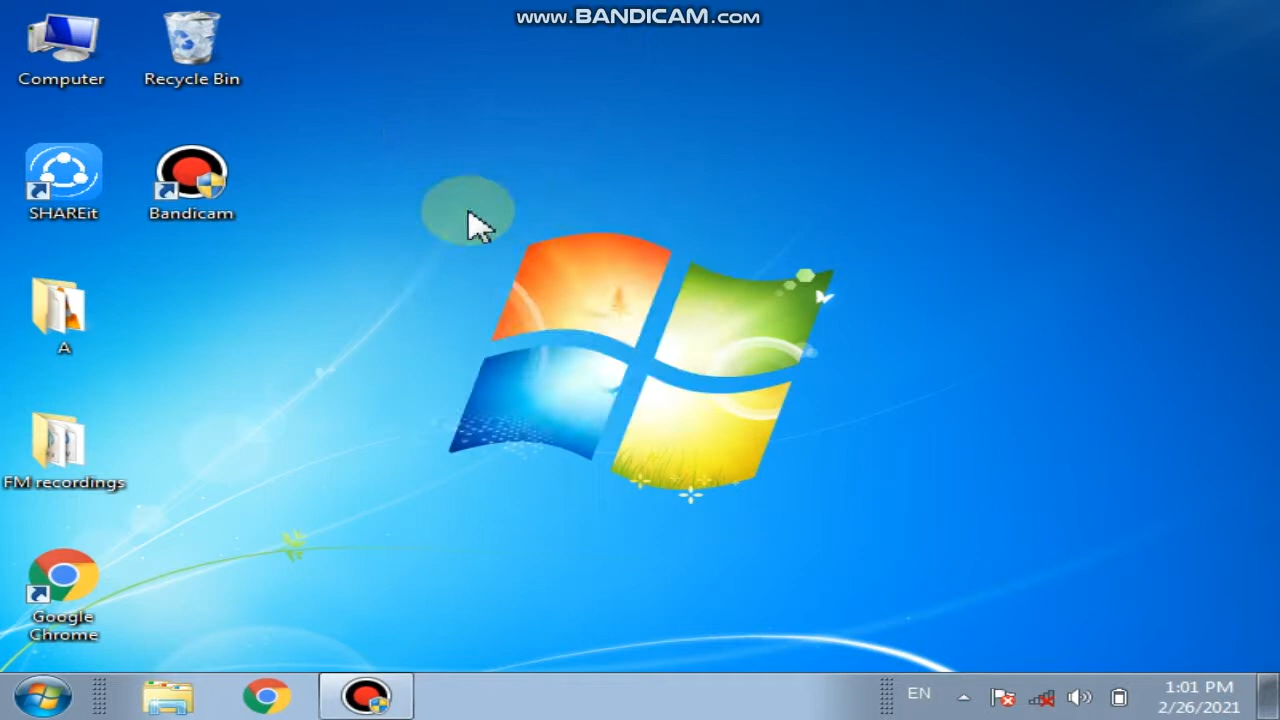 www.BANDICAM.com
Computer
Recycle Bin
SHAREit
Bandicam
A
FM recordings
Google
Chrome
EN
1:01 PM
2/26/2021